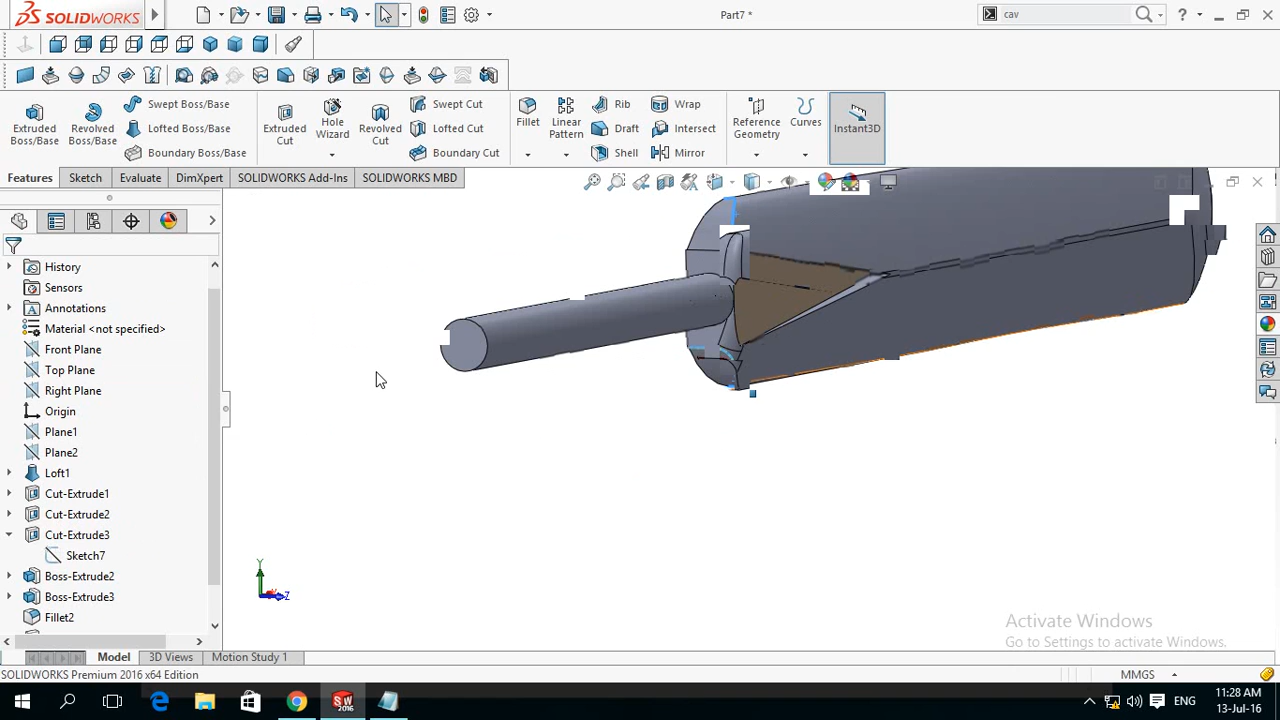 SOLIDWORKS
Part7 *
cav
Extruded Boss/Base
Revolved Boss/Base
Swept Boss/Base
Lofted Boss/Base
Boundary Boss/Base
Extruded Cut
Hole Wizard
Revolved Cut
Swept Cut
Lofted Cut
Boundary Cut
Fillet
Linear Pattern
Rib
Draft
Shell
Wrap
Intersect
Mirror
Reference Geometry
Curves
Instant3D
Features Sketch Evaluate DimXpert SOLIDWORKS Add-Ins SOLIDWORKS MBD
History
Sensors
Annotations
Material <not specified>
Front Plane
Top Plane
Right Plane
Origin
Plane1
Plane2
Loft1
Cut-Extrude1
Cut-Extrude2
Cut-Extrude3
Sketch7
Boss-Extrude2
Boss-Extrude3
Fillet2
Y
Z
Activate Windows
Go to Settings to activate Windows.
Model 3D Views Motion Study 1
SOLIDWORKS Premium 2016 x64 Edition
MMGS
SW 2016
ENG
11:28 AM
13-Jul-16